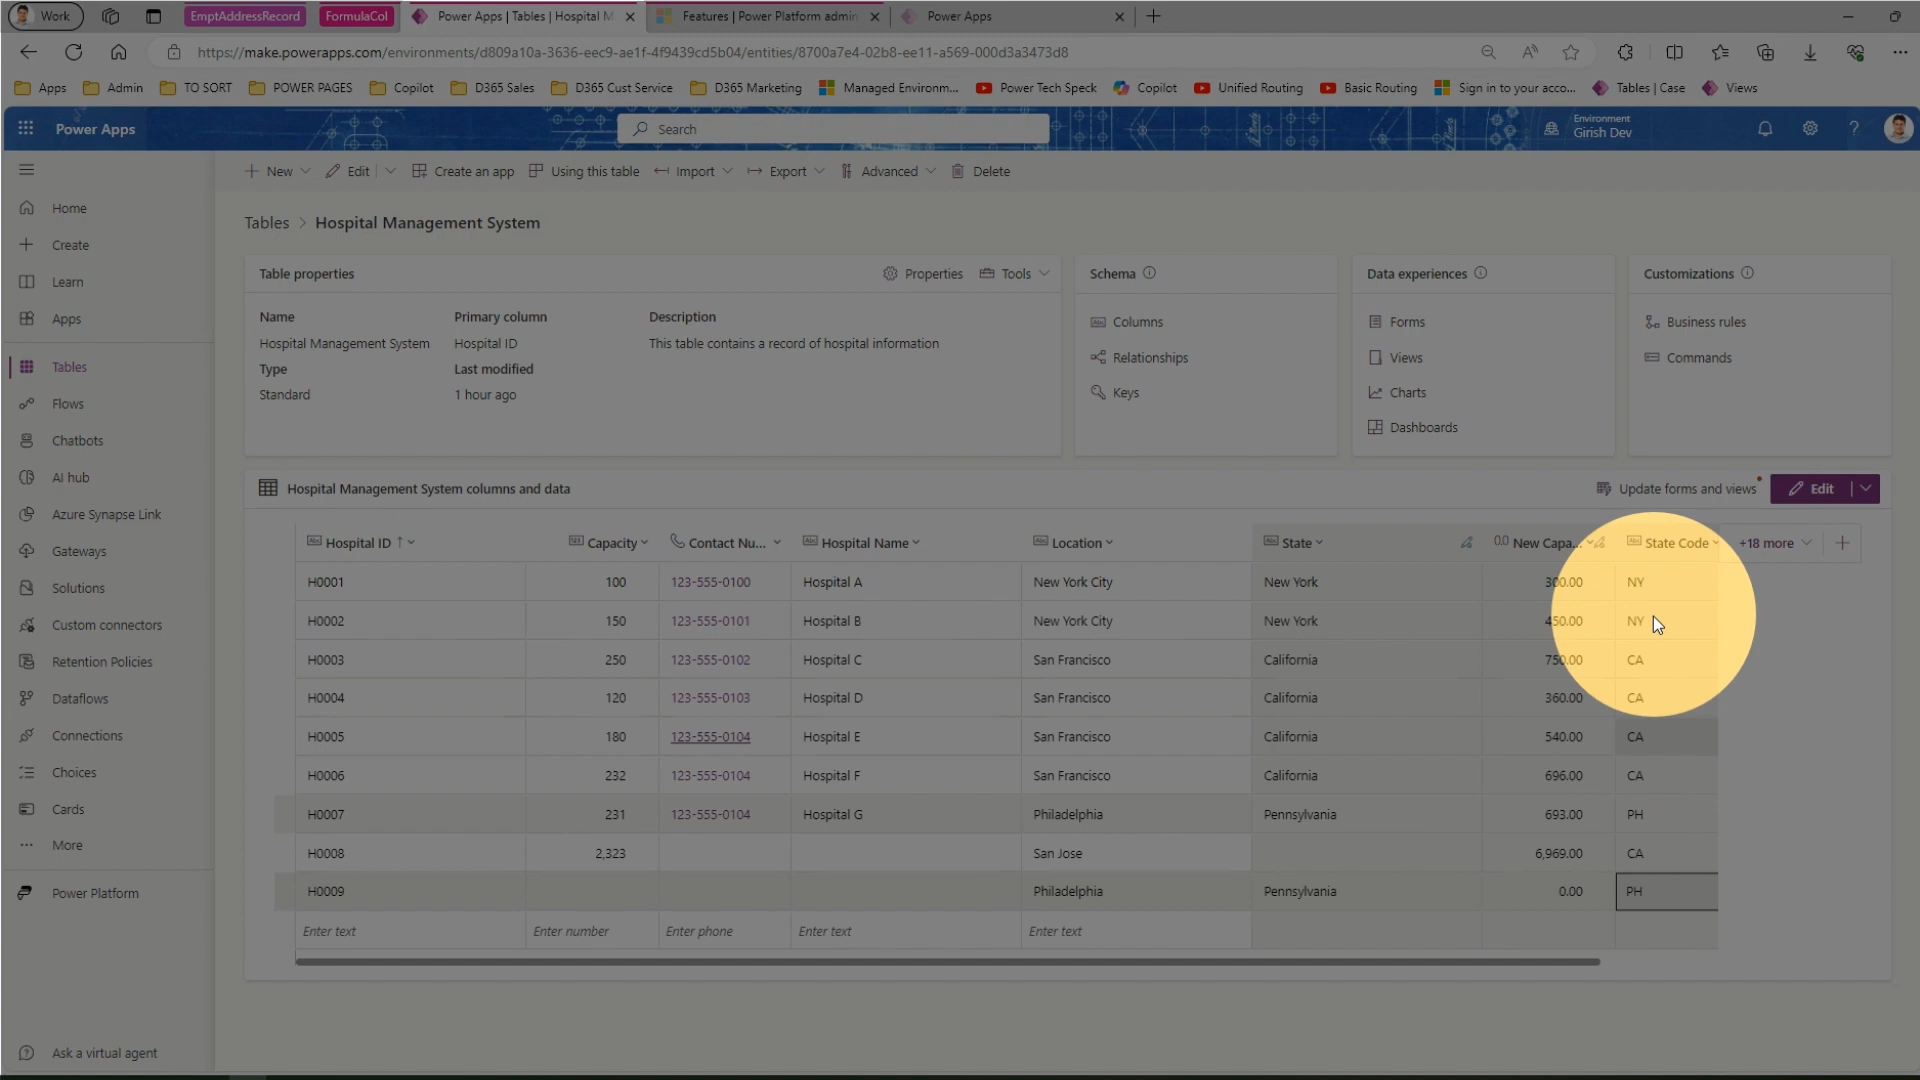 Work
EmptAddressRecord
FormulaCol
Power Apps | Tables | Hospital M
Features | Power Platform admin
Power Apps
https://make.powerapps.com/environments/d809a10a-3636-eec9-ae1f-4f9439cd5b04/entities/8700a7e4-02b8-ee11-a569-000d3a3473d8
Apps Admin TO SORT POWER PAGES Copilot D365 Sales D365 Cust Service D365 Marketing Managed Environm... Power Tech Speck Copilot Unified Routing Basic Routing Sign in to your acco... Tables | Case Views
Power Apps
Search
Environment
Girish Dev
New Edit Create an app Using this table Import Export Advanced Delete
Home
Create
Learn
Apps
Tables
Flows
Chatbots
AI hub
Azure Synapse Link
Gateways
Solutions
Custom connectors
Retention Policies
Dataflows
Connections
Choices
Cards
More
Power Platform
Ask a virtual agent
Tables > Hospital Management System
Table properties
Properties Tools
Name Primary column Description
Hospital Management System Hospital ID This table contains a record of hospital information
Type Last modified
Standard 1 hour ago
Schema
Columns
Relationships
Keys
Data experiences
Forms
Views
Charts
Dashboards
Customizations
Business rules
Commands
Hospital Management System columns and data
Update forms and views Edit
Hospital ID Capacity Contact Nu... Hospital Name Location State New Capa... State Code +18 more
H0001 100 123-555-0100 Hospital A New York City New York 300.00 NY
H0002 150 123-555-0101 Hospital B New York City New York 450.00 NY
H0003 250 123-555-0102 Hospital C San Francisco California 750.00 CA
H0004 120 123-555-0103 Hospital D San Francisco California 360.00 CA
H0005 180 123-555-0104 Hospital E San Francisco California 540.00 CA
H0006 232 123-555-0104 Hospital F San Francisco California 696.00 CA
H0007 231 123-555-0104 Hospital G Philadelphia Pennsylvania 693.00 PH
H0008 2,323 San Jose 6,969.00 CA
H0009 Philadelphia Pennsylvania 0.00 PH
Enter text Enter number Enter phone Enter text Enter text